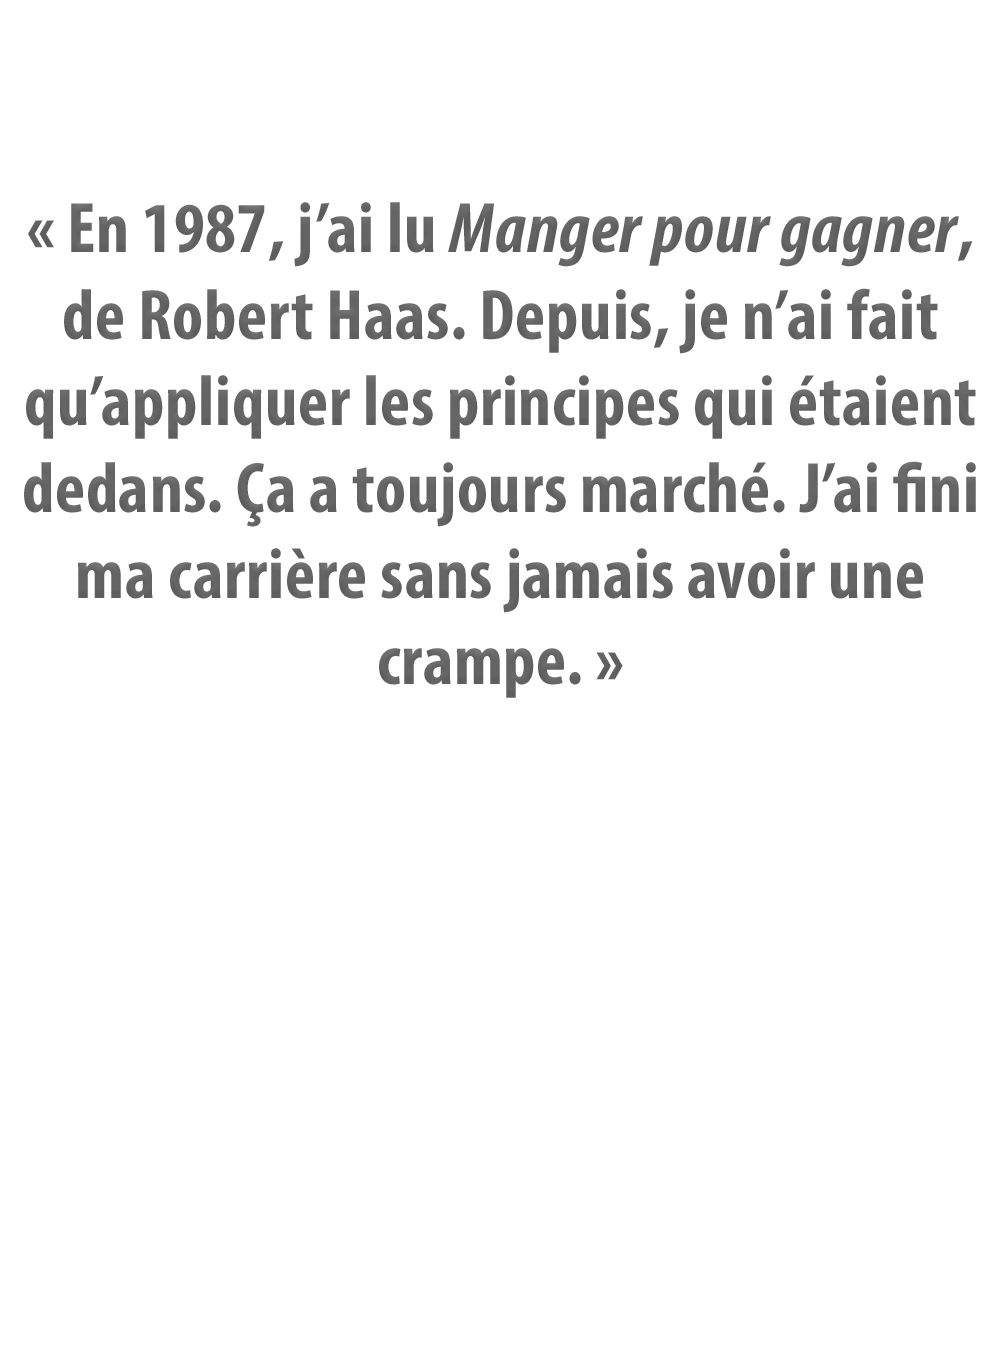 « En 1987, j’ai lu Manger pour gagner,
de Robert Haas. Depuis, je n’ai fait
qu’appliquer les principes qui étaient
dedans. Ça a toujours marché. J’ai fini
ma carrière sans jamais avoir une
crampe. »